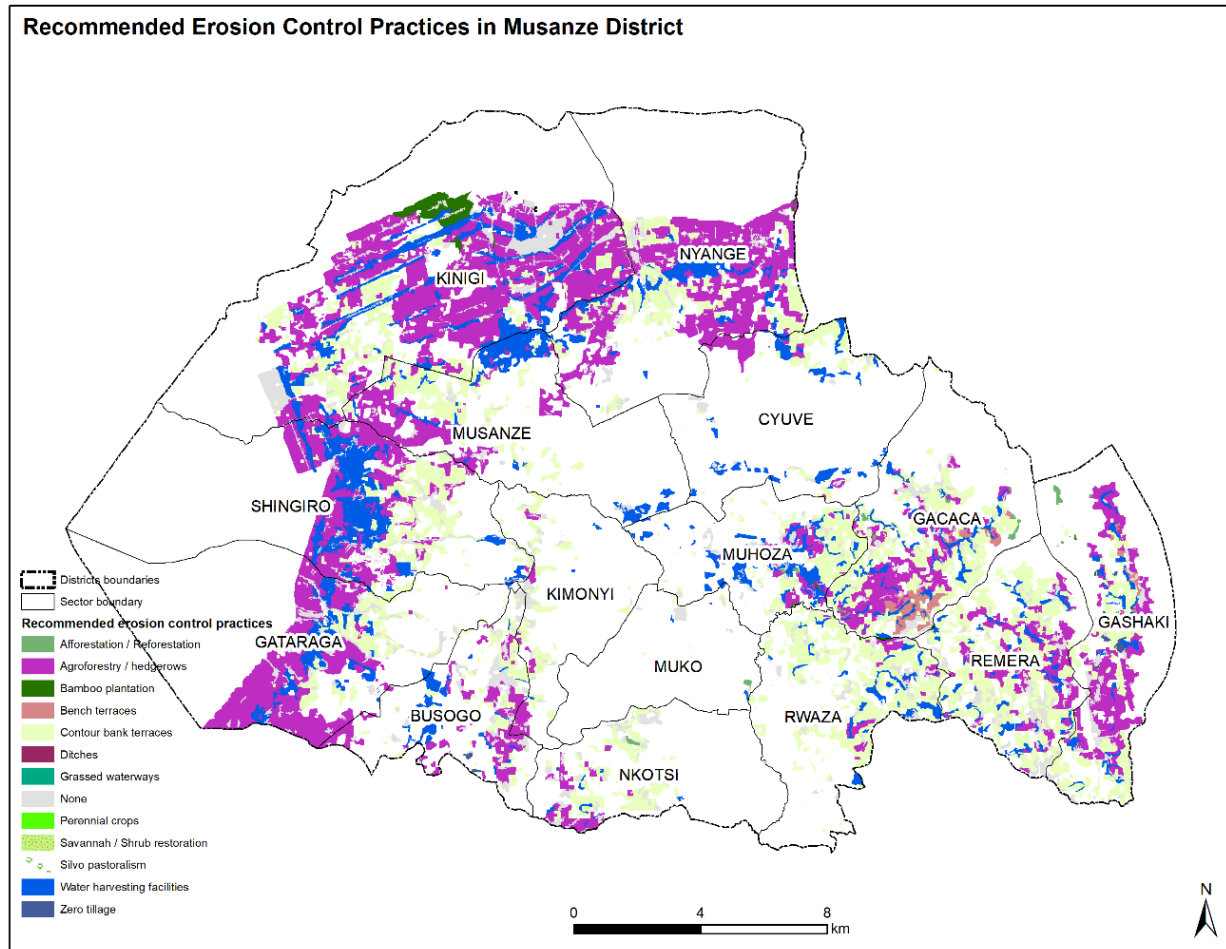 Recommended Erosion Control Practices in Musanze District
NYANGE
KINIGI
CYUVE
MUSANZE
SHINGIRO
GACACA
MUHOZA
KIMONYI
GASHAKI
GATARAGA
REMERA
MUKO
BUSOGO
RWAZA
NKOTSI
Districts boundaries
Sector boundary
Recommended erosion control practices
Afforestation / Reforestation
Agroforestry / hedgerows
Bamboo plantation
Bench terraces
Contour bank terraces
Ditches
Grassed waterways
None
Perennial crops
Savannah / Shrub restoration
Silvo pastoralism
Water harvesting facilities
Zero tillage
0 4 8
km
N